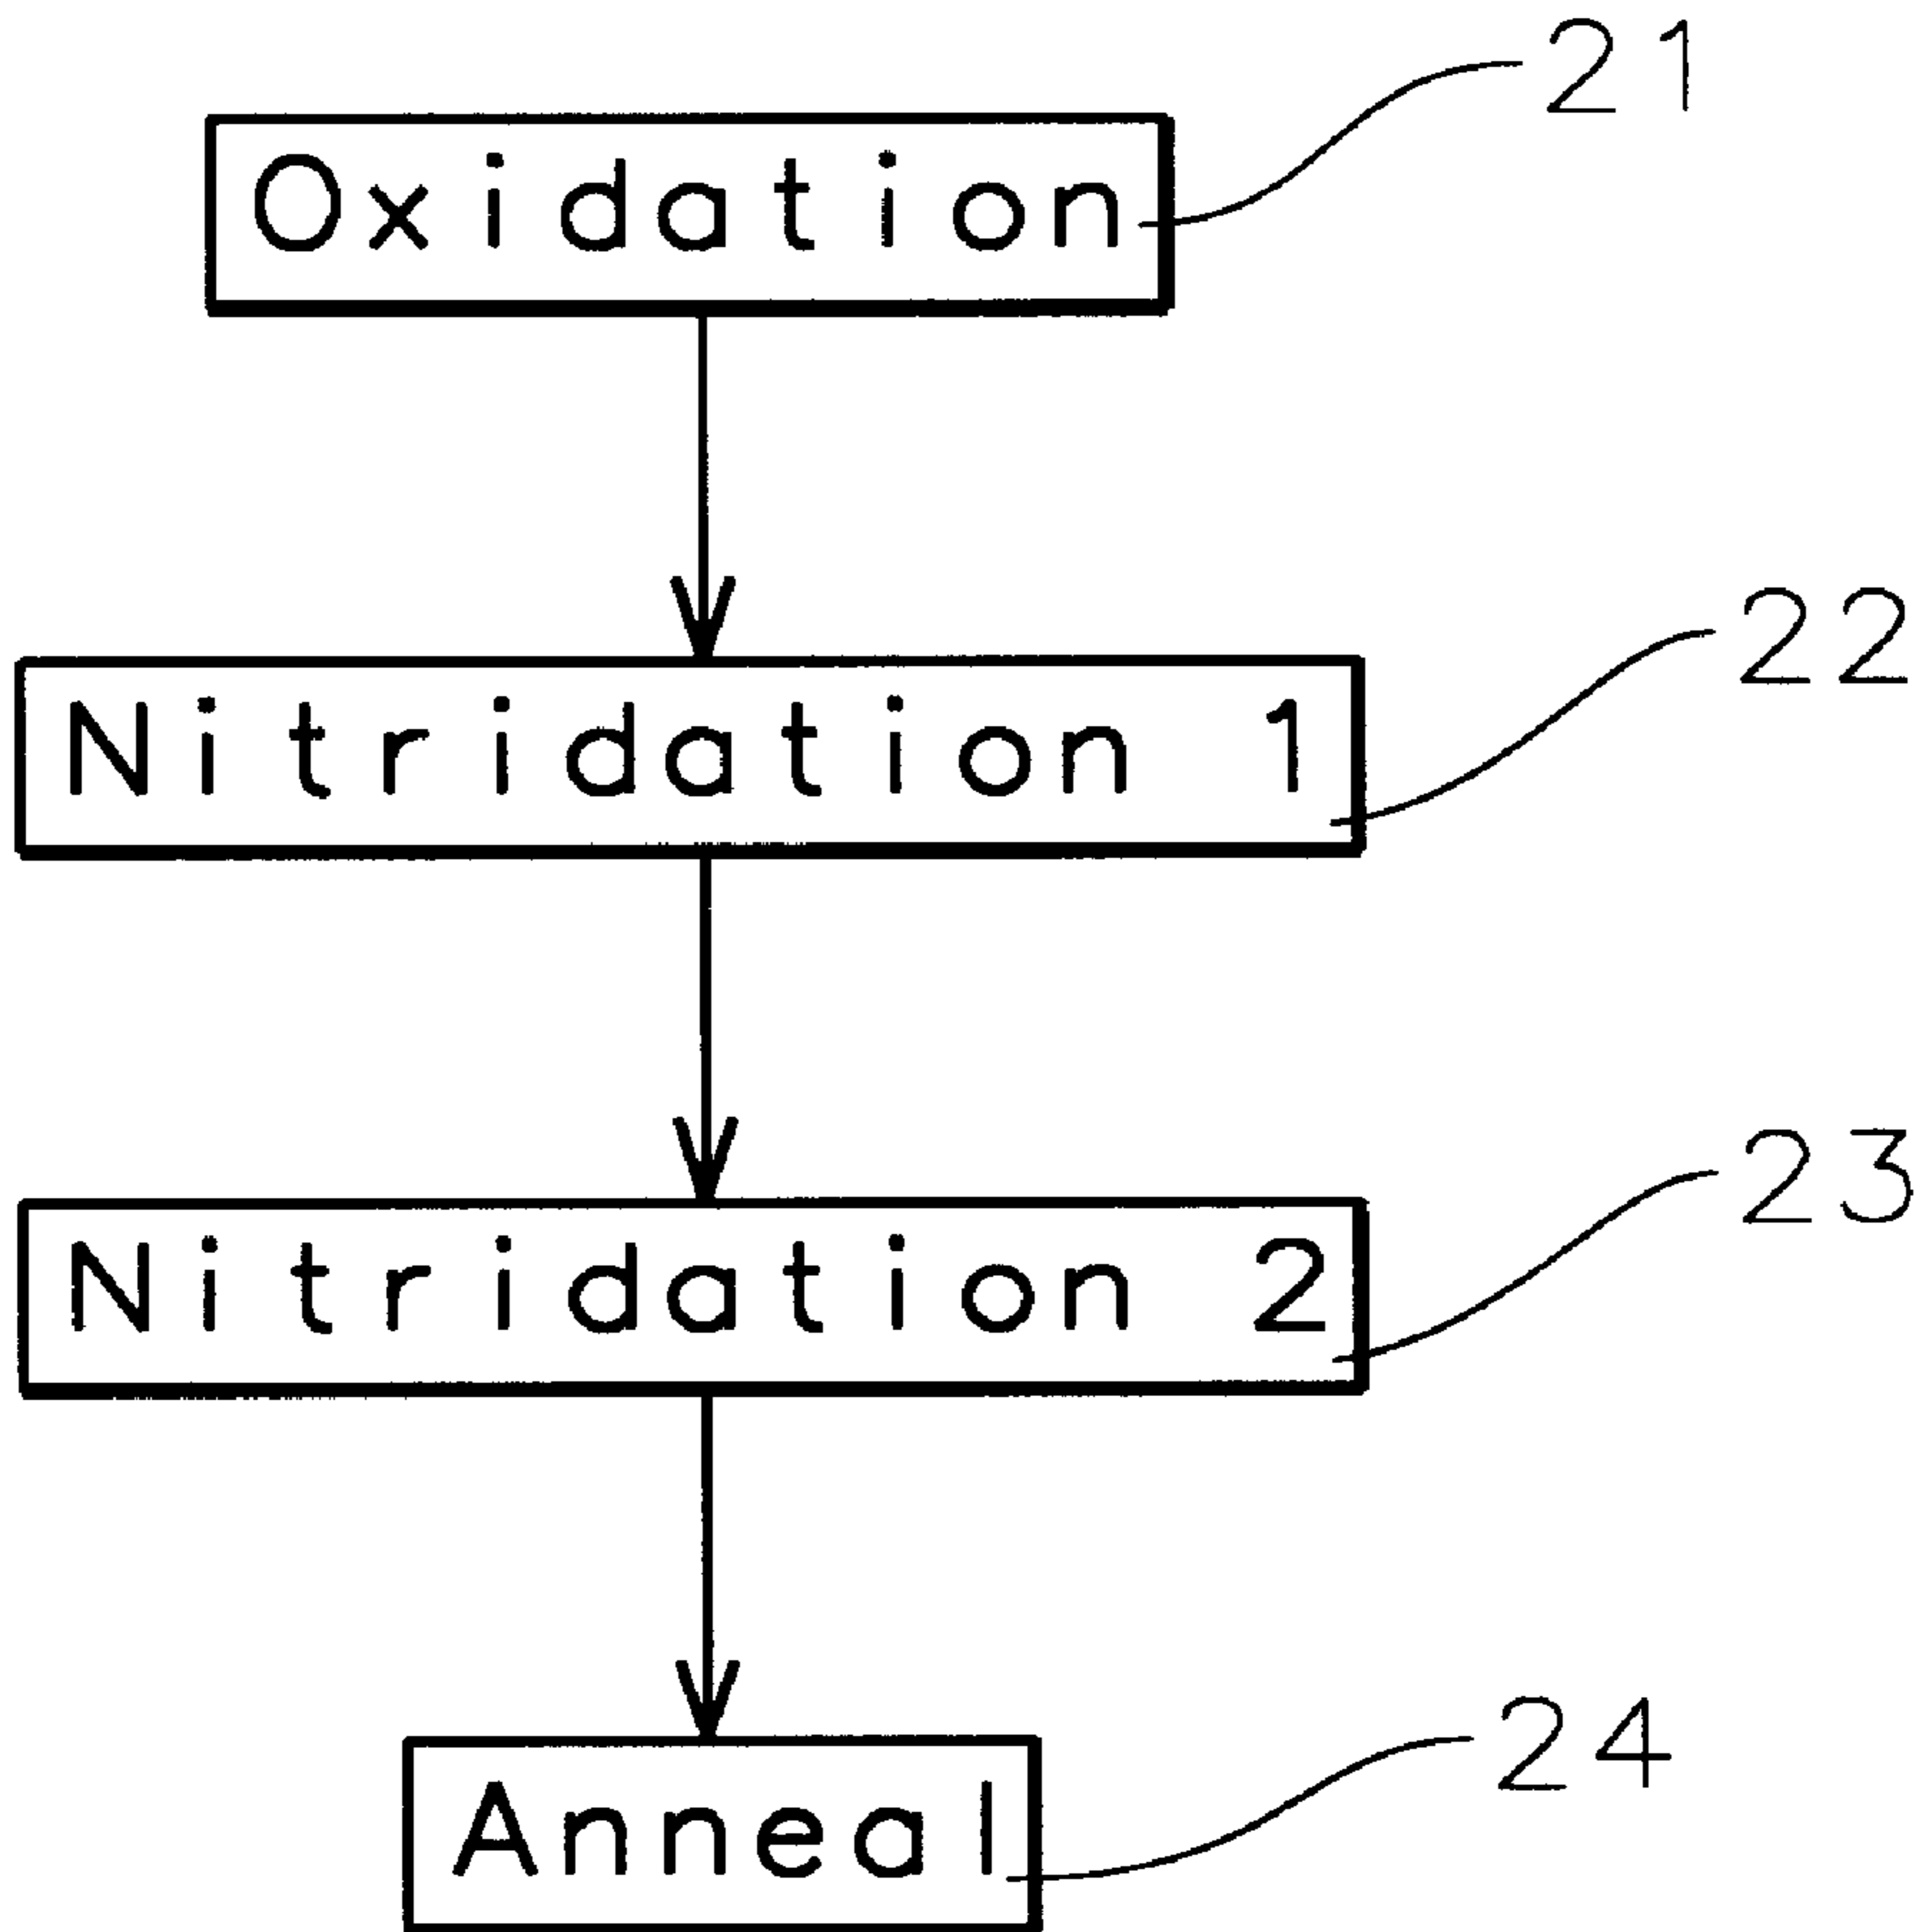 21
Oxidation
22
Nitridation 1
23
Nitridation 2
24
Anneal